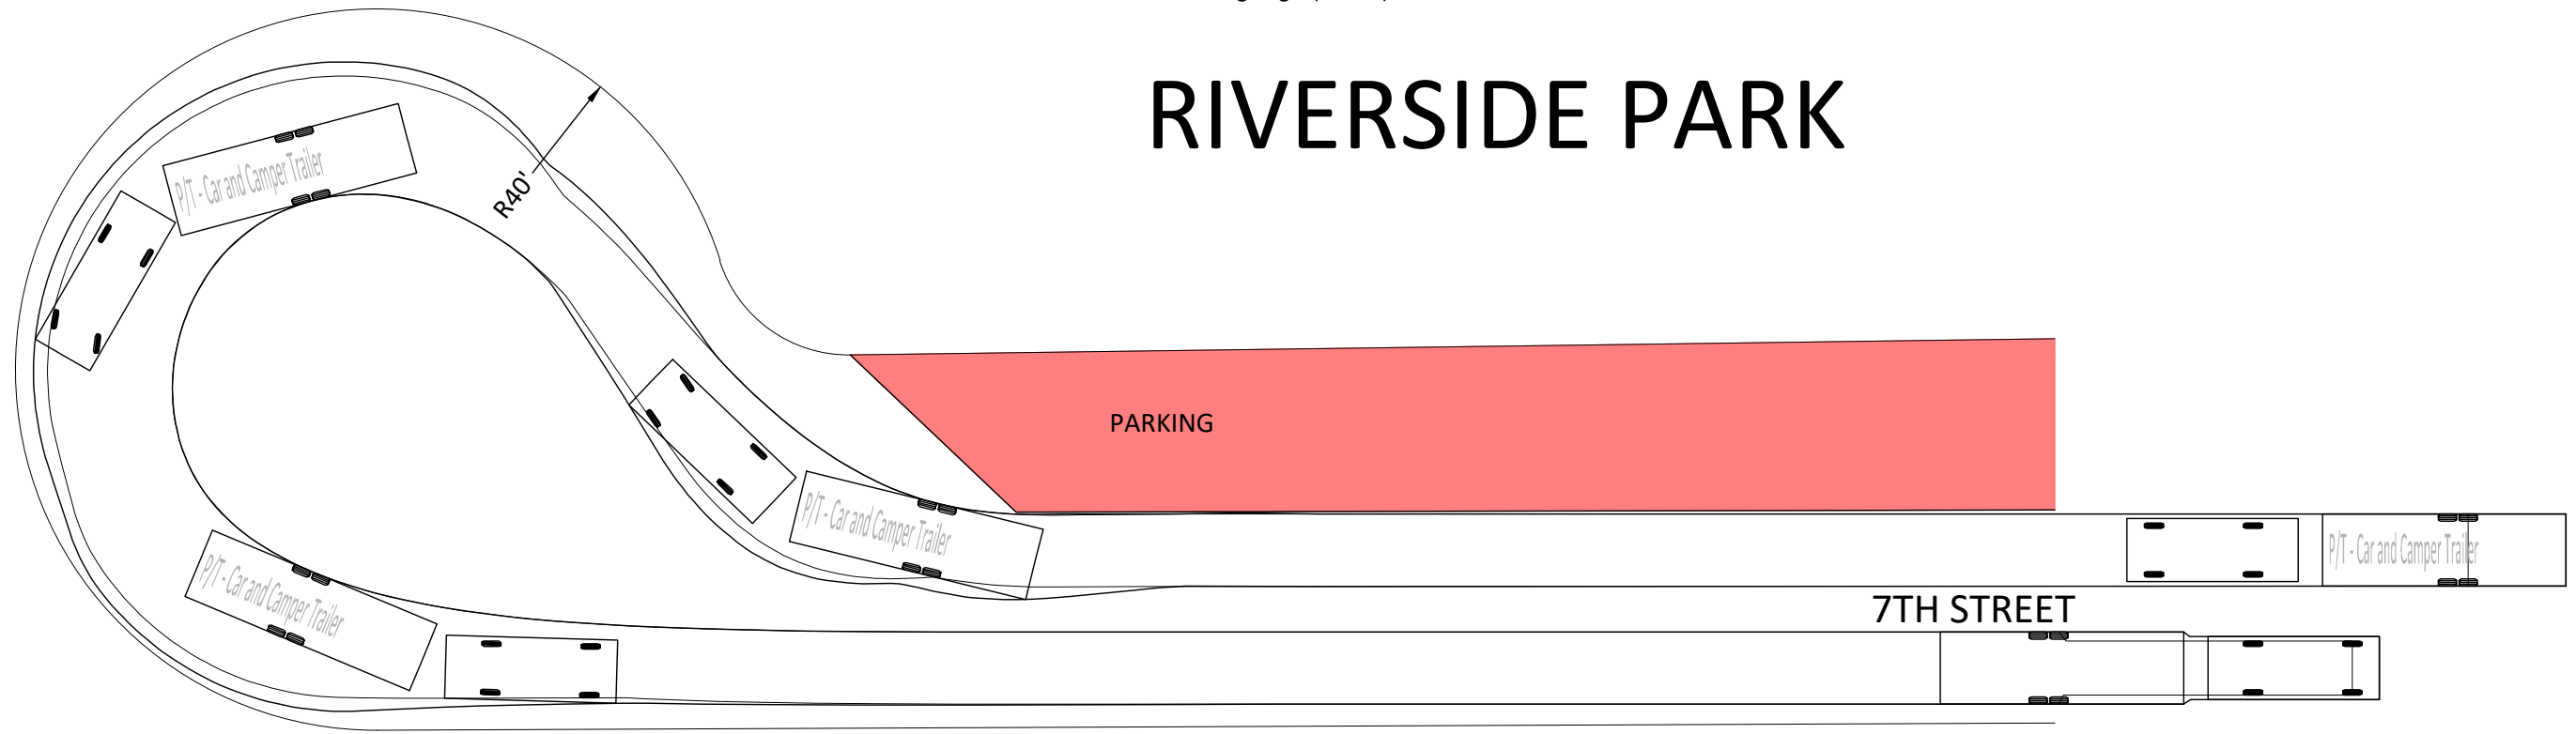 RIVERSIDE PARK
P/T - Car and Camper Trailer
R40'
PARKING
P/T - Car and Camper Trailer
P/T - Car and Camper Trailer
7TH STREET
P/T - Car and Camper Trailer